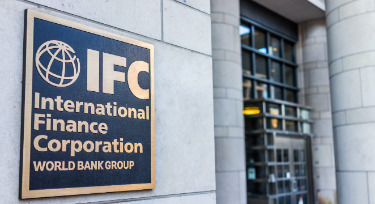 IFC
International
Finance
Corporation
WORLD BANK GROUP